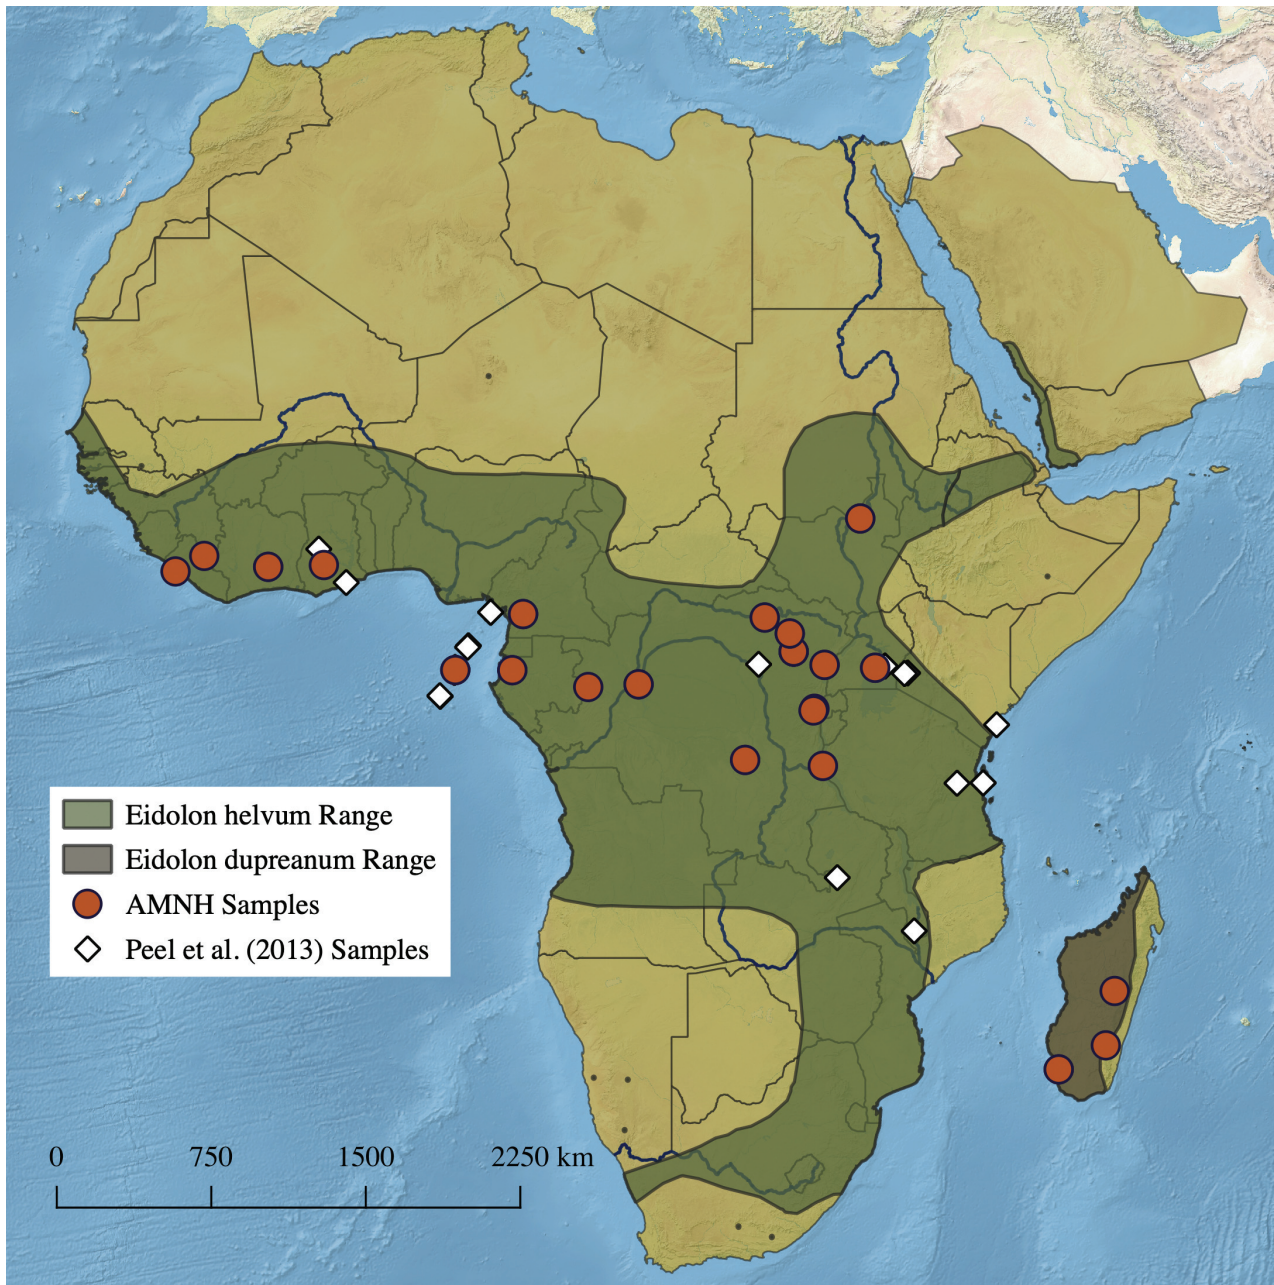 Eidolon helvum Range
Eidolon dupreanum Range
AMNH Samples
Peel et al. (2013) Samples
0 750 1500 2250 km